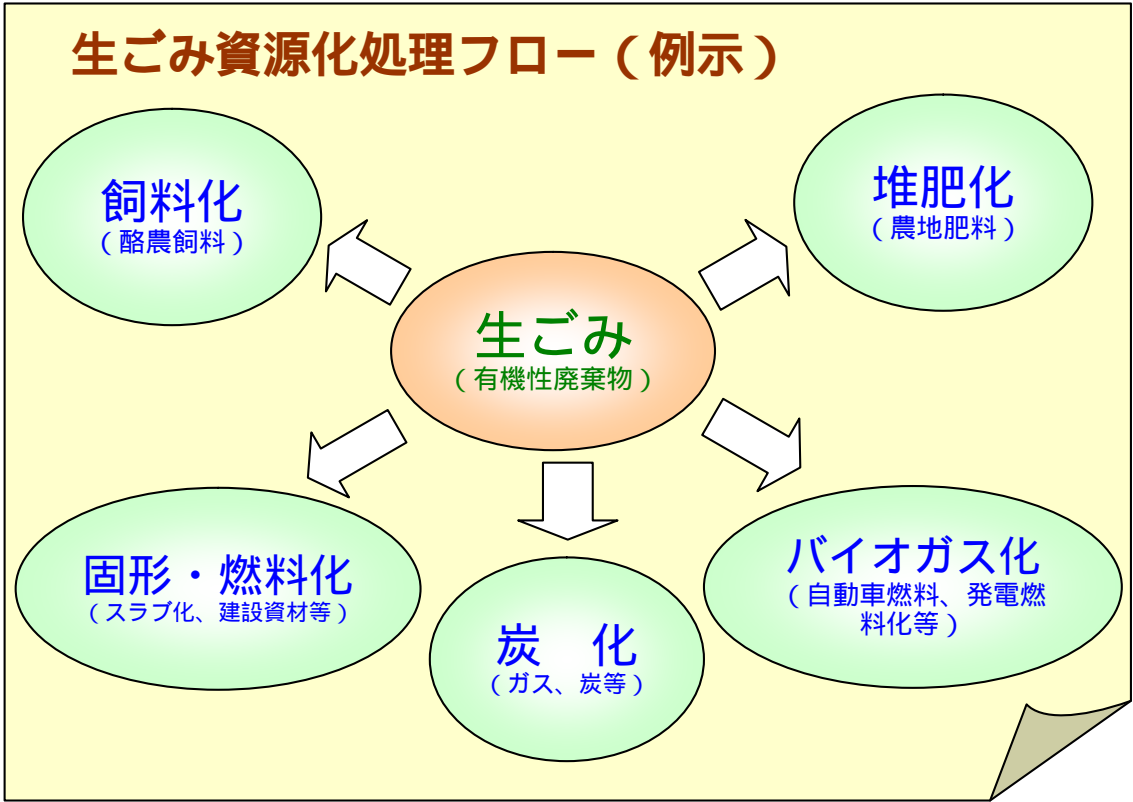 生ごみ資源化処理フロー（例示）
飼料化
（酪農飼料）
堆肥化
（農地肥料）
生ごみ
（有機性廃棄物）
固形・燃料化
（スラブ化、建設資材等）
炭　化
（ガス、炭等）
バイオガス化
（自動車燃料、発電燃
料化等）